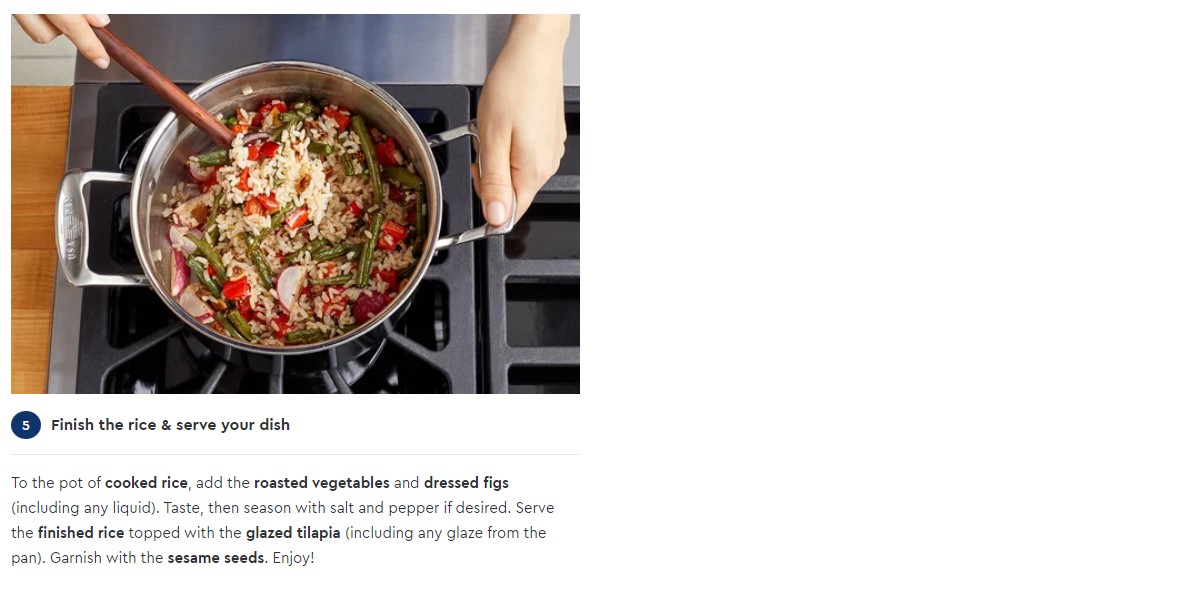 USA
5 Finish the rice & serve your dish
To the pot of cooked rice, add the roasted vegetables and dressed figs
(including any liquid). Taste, then season with salt and pepper if desired. Serve
the finished rice topped with the glazed tilapia (including any glaze from the
pan). Garnish with the sesame seeds. Enjoy!